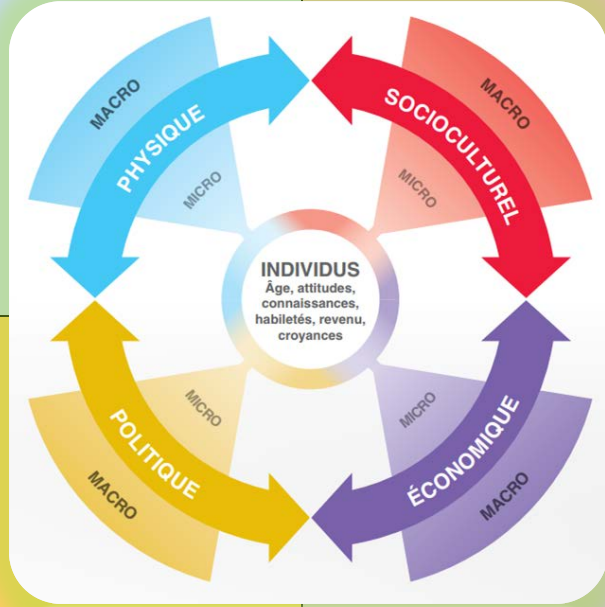 MACRO
PHYSIQUE
MICRO
MACRO
SOCIOCULTUREL
MICRO
INDIVIDUS
Âge, attitudes,
connaissances,
habiletés, revenu,
croyances
MICRO
POLITIQUE
MACRO
MICRO
ÉCONOMIQUE
MACRO